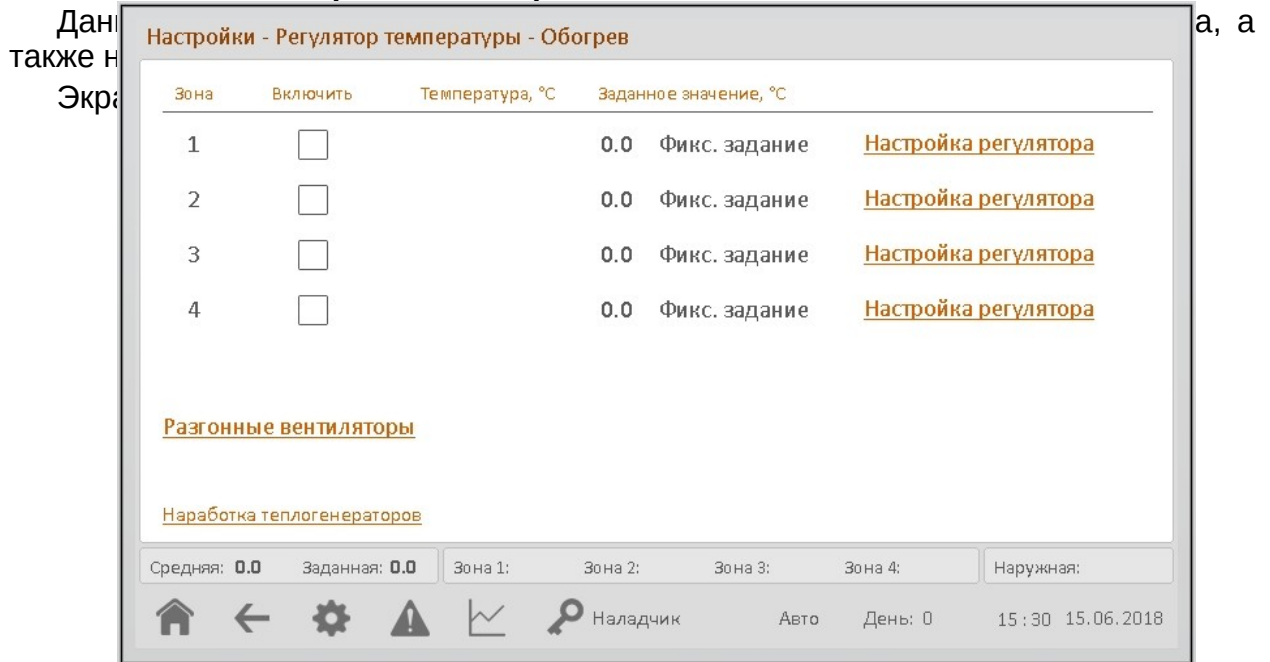 а, а
также
Настройки - Регулятор температуры - Обогрев
Зона Включить Температура, °C Заданное значение, °C
1 0.0 Фикс. задание Настройка регулятора
2 0.0 Фикс. задание Настройка регулятора
3 0.0 Фикс. задание Настройка регулятора
4 0.0 Фикс. задание Настройка регулятора
Разгонные вентиляторы
Наработка теплогенераторов
Средняя: 0.0 Заданная: 0.0 Зона 1: Зона 2: Зона 3: Зона 4: Наружная:
Наладчик Авто День: 0 15:30 15.06.2018